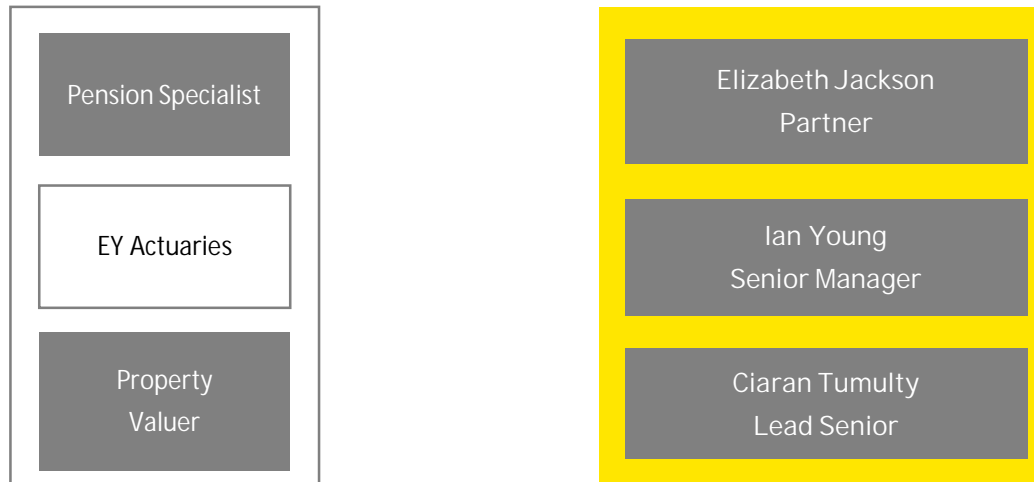 Pension Specialist
EY Actuaries
Property
Valuer
Elizabeth Jackson
Partner
Ian Young
Senior Manager
Ciaran Tumulty
Lead Senior